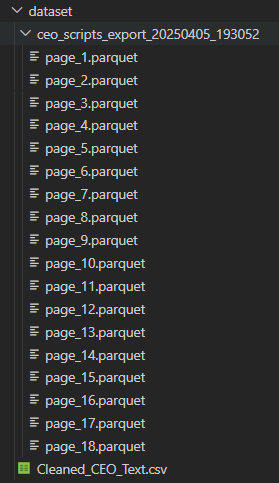 dataset
ceo_scripts_export_20250405_193052
page_1.parquet
page_2.parquet
page_3.parquet
page_4.parquet
page_5.parquet
page_6.parquet
page_7.parquet
page_8.parquet
page_9.parquet
page_10.parquet
page_11.parquet
page_12.parquet
page_13.parquet
page_14.parquet
page_15.parquet
page_16.parquet
page_17.parquet
page_18.parquet
Cleaned_CEO_Text.csv